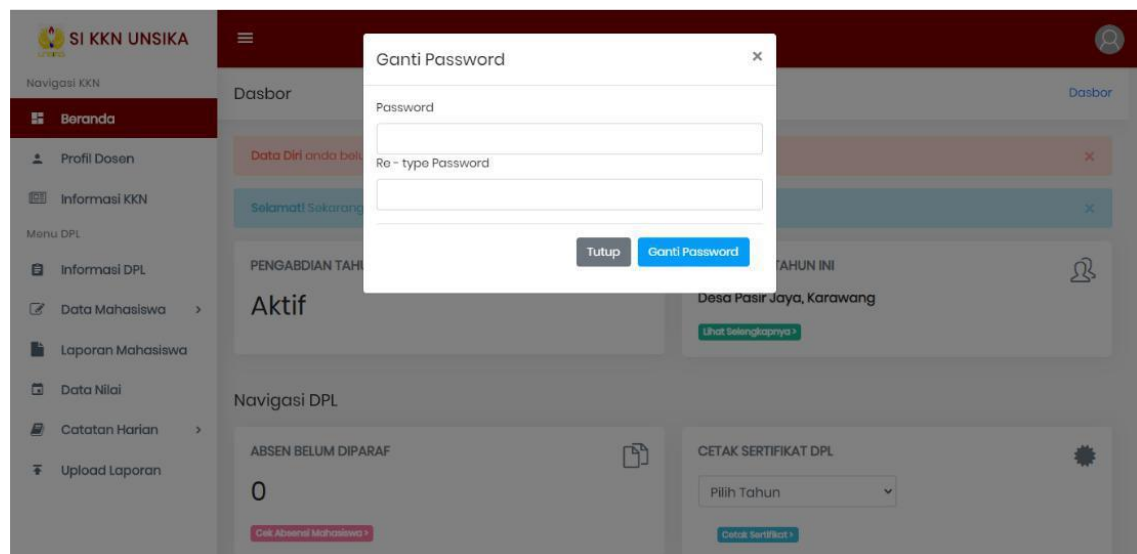 SI KKN UNSIKA
Navigasi KKN
Beranda
Profil Dosen
Informasi KKN
Menu DPL
Informasi DPL
Data Mahasiswa
Laporan Mahasiswa
Data Nilai
Catatan Harian
Upload Laporan
Dasbor
Dasbor
Ganti Password
Password
Re - type Password
Tutup
Ganti Password
Data Diri anda
Selamat! Sekarang
PENGABDIAN
Aktif
TAHUN INI
Desa Pasir Jaya, Karawang
Lihat Selengkapnya >
Navigasi DPL
ABSEN BELUM DIPARAF
0
Cek Absensi Mahasiswa >
CETAK SERTIFIKAT DPL
Pilih Tahun
Cetak Sertifikat >